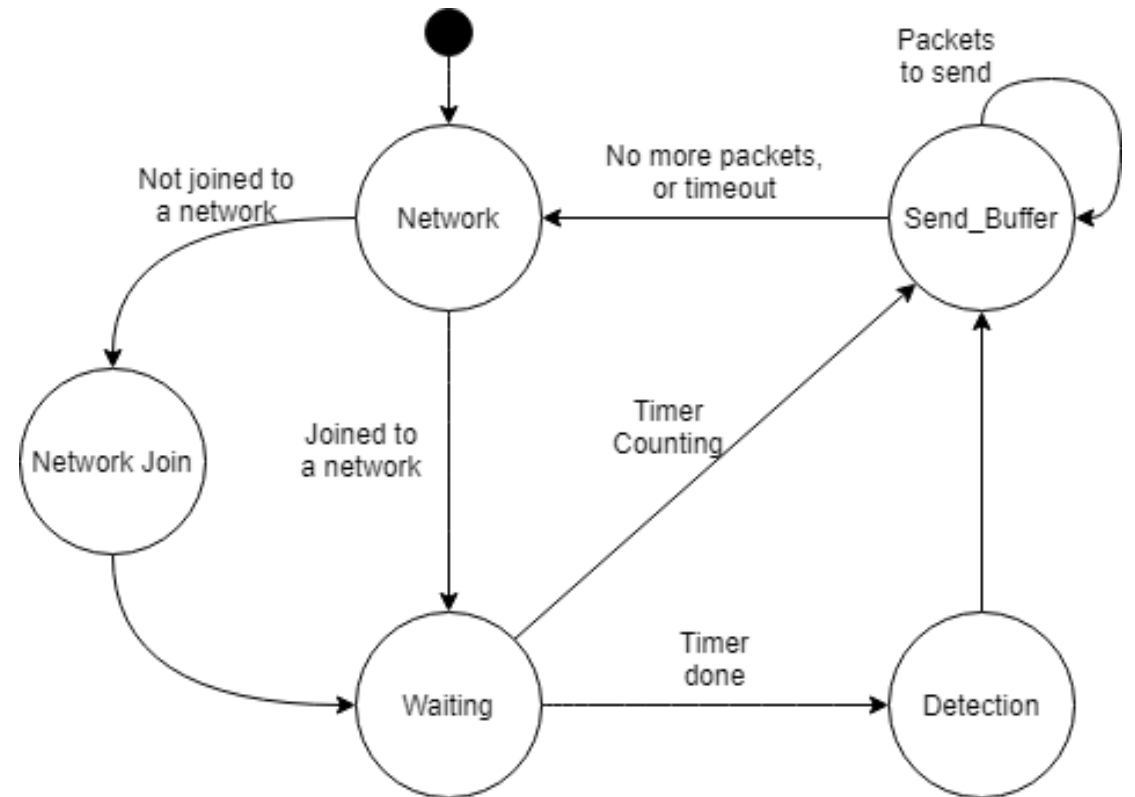 Packets
to send
No more packets,
or timeout
Not joined to
a network
Network
Send_Buffer
Timer
Counting
Joined to
a network
Network Join
Timer
done
Waiting
Detection